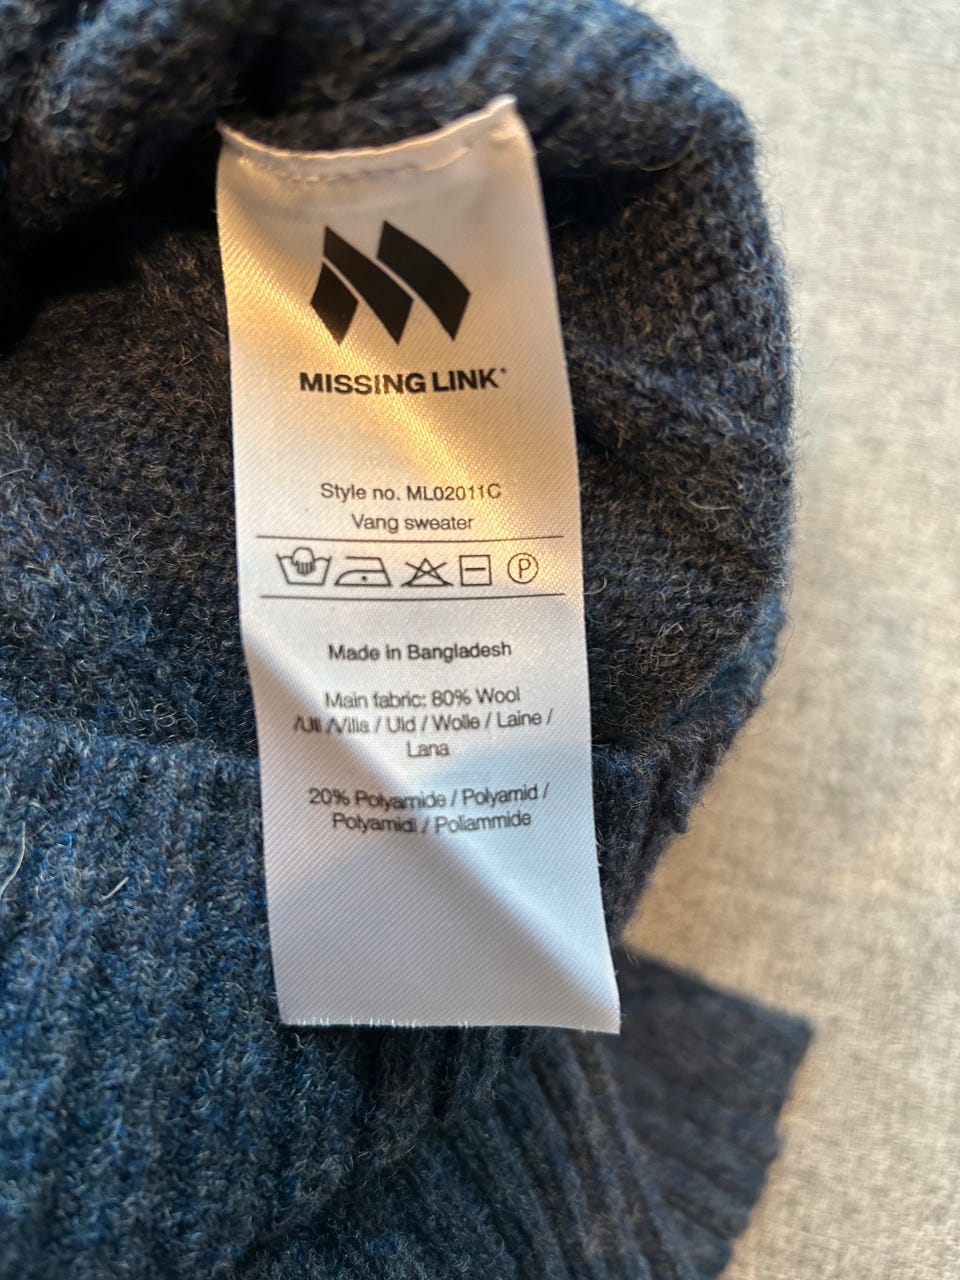 MISSING LINK
Style no. ML02011C
Vang sweater
P
Made in Bangladesh
Main fabric: 80% Wool
/Ull /Villa / Uld / Wolle / Laine /
Lana
20% Polyamide / Polyamid /
Polyamidi / Poliammide